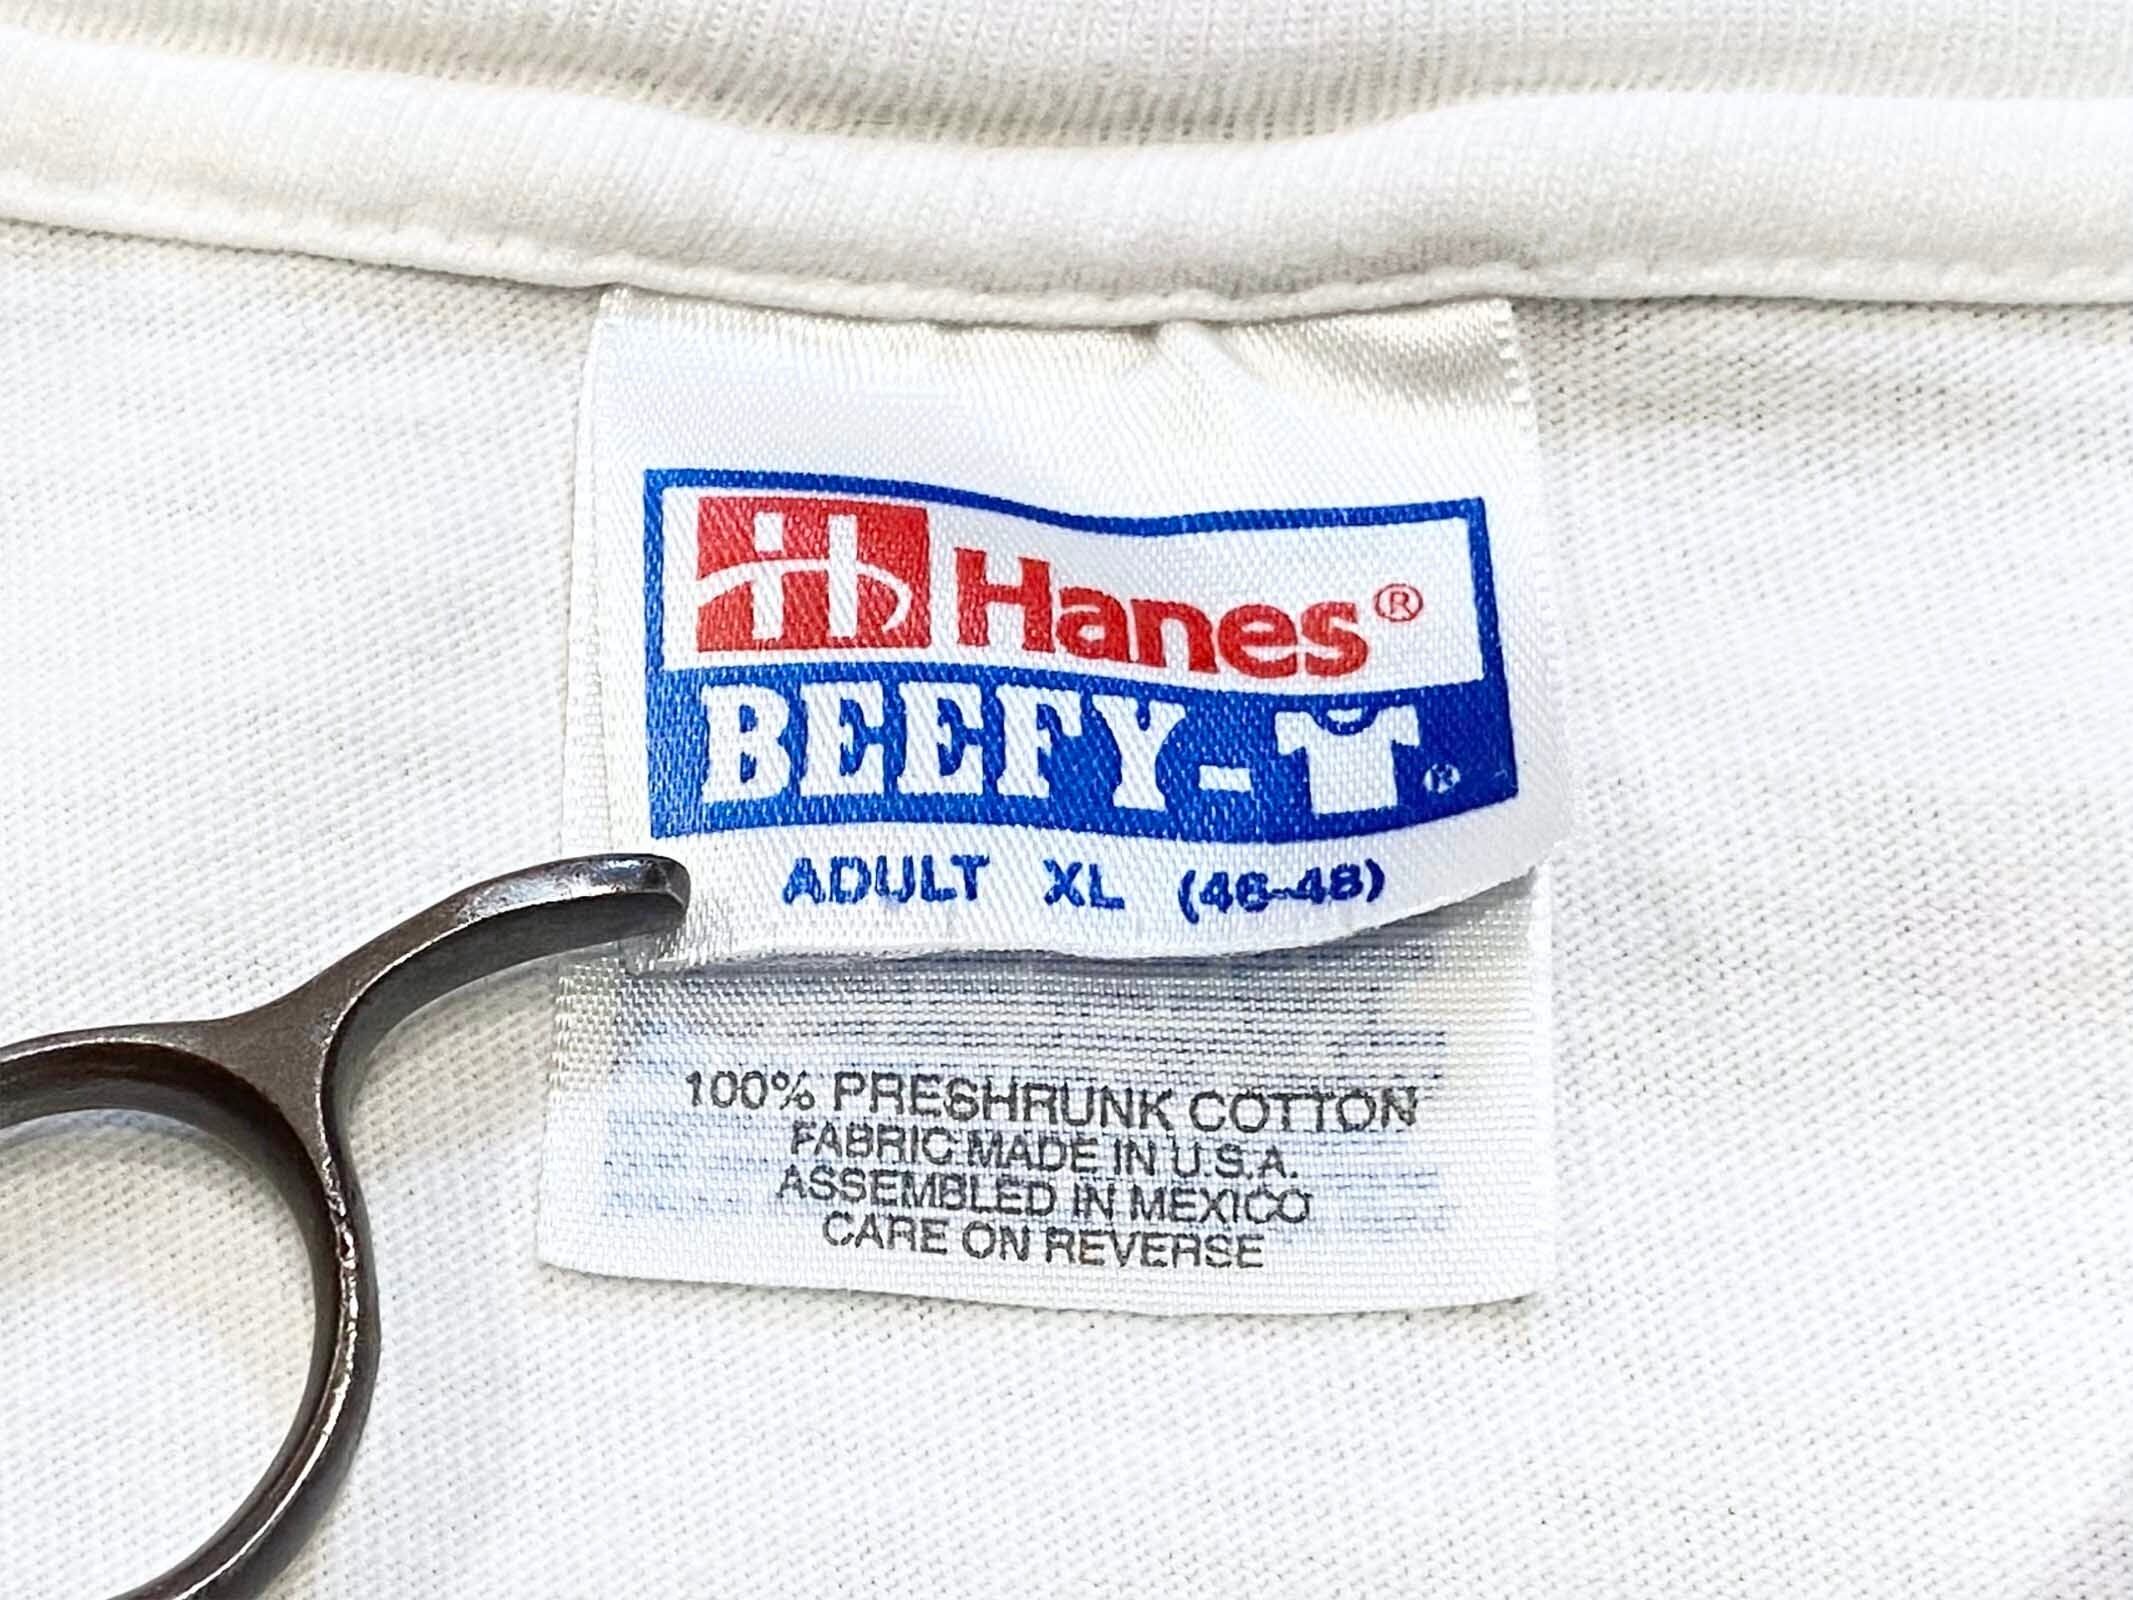 Hanes®
BEEFY-T®
ADULT XL (46-48)
100% PRESHRUNK COTTON
FABRIC MADE IN U.S.A.
ASSEMBLED IN MEXICO
CARE ON REVERSE